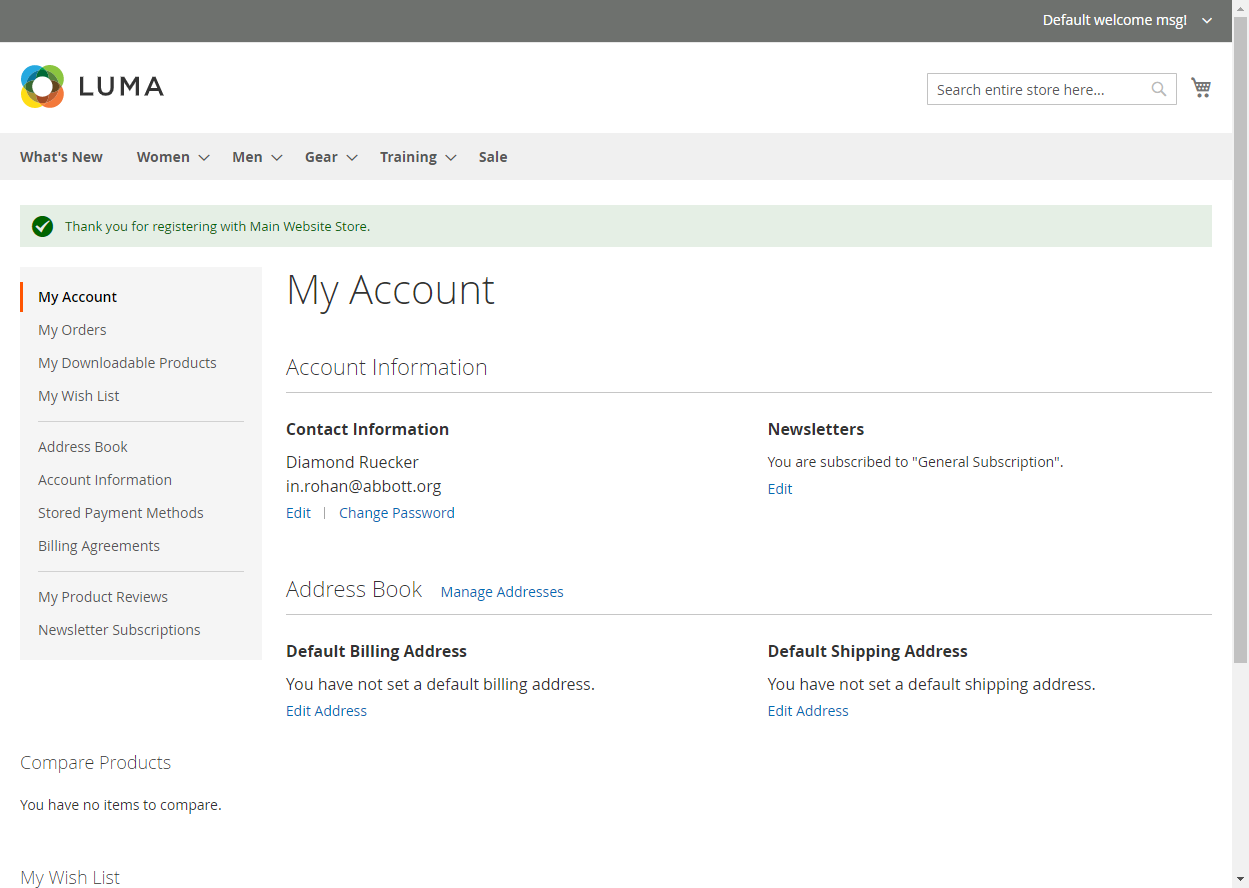 Default welcome msg!
LUMA
Search entire store here...
What's New
Women
Men
Gear
Training
Sale
Thank you for registering with Main Website Store.
My Account
My Orders
My Downloadable Products
My Wish List
Address Book
Account Information
Stored Payment Methods
Billing Agreements
My Product Reviews
Newsletter Subscriptions
My Account
Account Information
Contact Information
Diamond Ruecker
in.rohan@abbott.org
Edit | Change Password
Newsletters
You are subscribed to "General Subscription".
Edit
Address Book Manage Addresses
Default Billing Address
You have not set a default billing address.
Edit Address
Default Shipping Address
You have not set a default shipping address.
Edit Address
Compare Products
You have no items to compare.
My Wish List